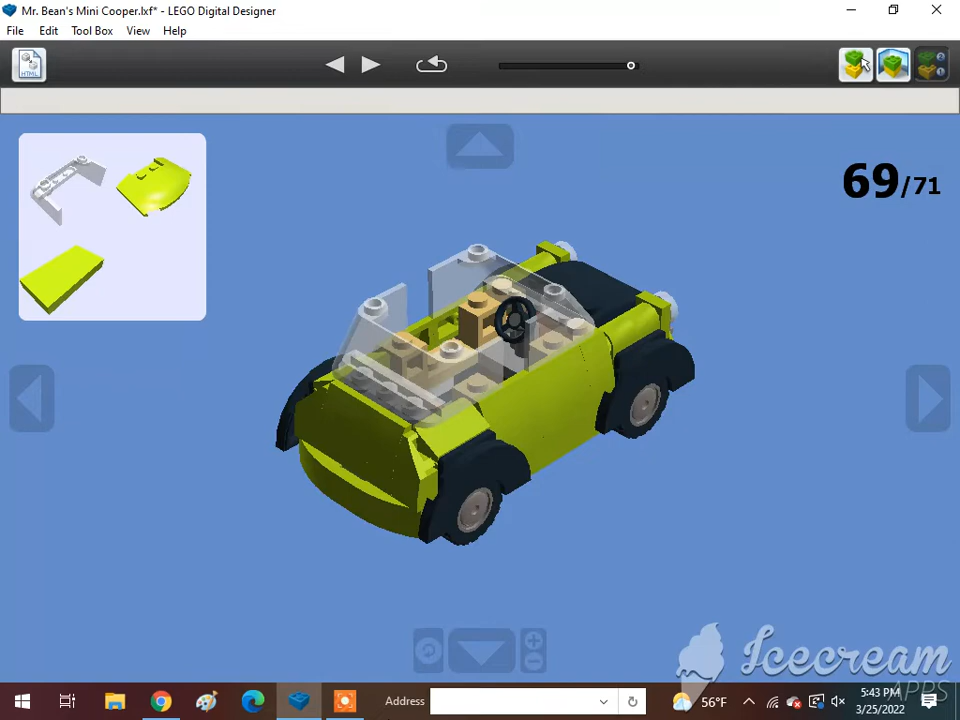 Mr. Bean's Mini Cooper.lxf* - LEGO Digital Designer
File Edit Tool Box View Help
HTML
69/71
Icecream
APPS
Address
56°F
5:43 PM
3/25/2022